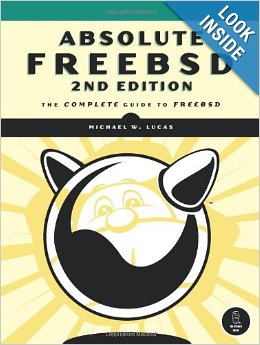 LOOK
Inside!
ABSOLUTE
FREEBSD
2ND EDITION
THE COMPLETE GUIDE TO FREEBSD
MICHAEL W. LUCAS